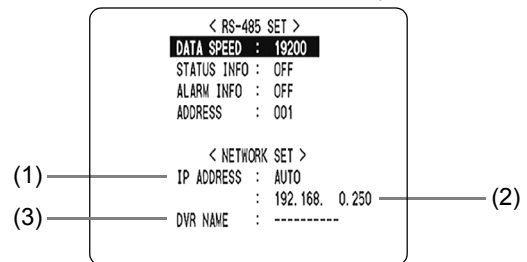 < RS-485 SET >
DATA SPEED : 19200
STATUS INFO : OFF
ALARM INFO : OFF
ADDRESS : 001
< NETWORK SET >
(1) IP ADDRESS : AUTO
: 192.168. 0.250 (2)
(3) DVR NAME : ----------